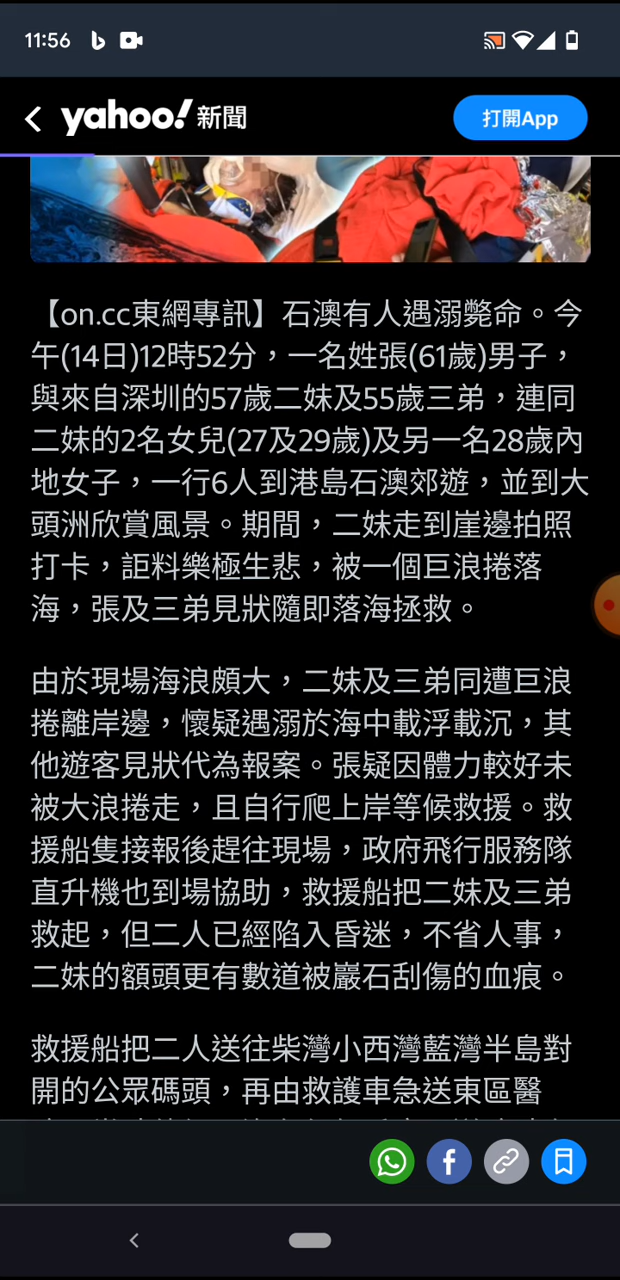 11:56
yahoo!新聞
打開App
【on.cc東網專訊】石澳有人遇溺斃命。今
午(14日)12時52分，一名姓張(61歲)男子，
與來自深圳的57歲二妹及55歲三弟，連同
二妹的2名女兒(27及29歲)及另一名28歲內
地女子，一行6人到港島石澳郊遊，並到大
頭洲欣賞風景。期間，二妹走到崖邊拍照
打卡，詎料樂極生悲，被一個巨浪捲落
海，張及三弟見狀隨即落海拯救。
由於現場海浪頗大，二妹及三弟同遭巨浪
捲離岸邊，懷疑遇溺於海中載浮載沉，其
他遊客見狀代為報案。張疑因體力較好未
被大浪捲走，且自行爬上岸等候救援。救
援船隻接報後趕往現場，政府飛行服務隊
直升機也到場協助，救援船把二妹及三弟
救起，但二人已經陷入昏迷，不省人事，
二妹的額頭更有數道被巖石刮傷的血痕。
救援船把二人送往柴灣小西灣藍灣半島對
開的公眾碼頭，再由救護車急送東區醫